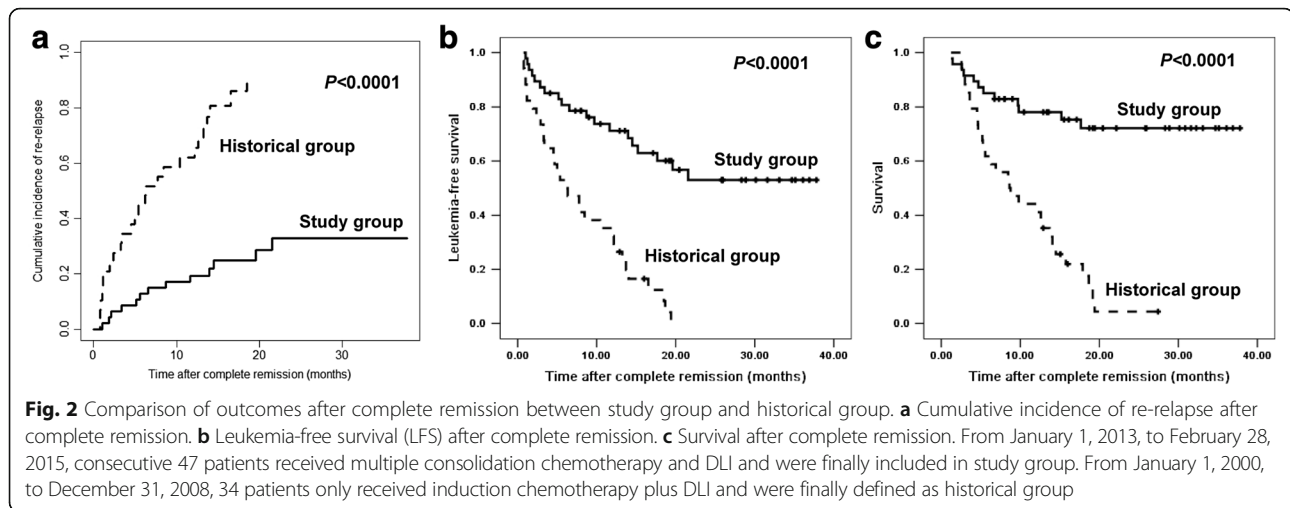 a
1.0
0.8
0.6
0.4
0.2
0.0
Cumulative incidence of re-relapse
P<0.0001
Historical group
Study group
0
10
20
30
Time after complete remission (months)
b
1.0
0.8
0.6
0.4
0.2
0.0
Leukemia-free survival
P<0.0001
Study group
Historical group
0.00
10.00
20.00
30.00
40.00
Time after complete remission (months)
c
1.0
0.8
0.6
0.4
0.2
0.0
Survival
P<0.0001
Study group
Historical group
0.00
10.00
20.00
30.00
40.00
Time after complete remission (months)
Fig. 2 Comparison of outcomes after complete remission between study group and historical group. a Cumulative incidence of re-relapse after
complete remission. b Leukemia-free survival (LFS) after complete remission. c Survival after complete remission. From January 1, 2013, to February 28,
2015, consecutive 47 patients received multiple consolidation chemotherapy and DLI and were finally included in study group. From January 1, 2000,
to December 31, 2008, 34 patients only received induction chemotherapy plus DLI and were finally defined as historical group